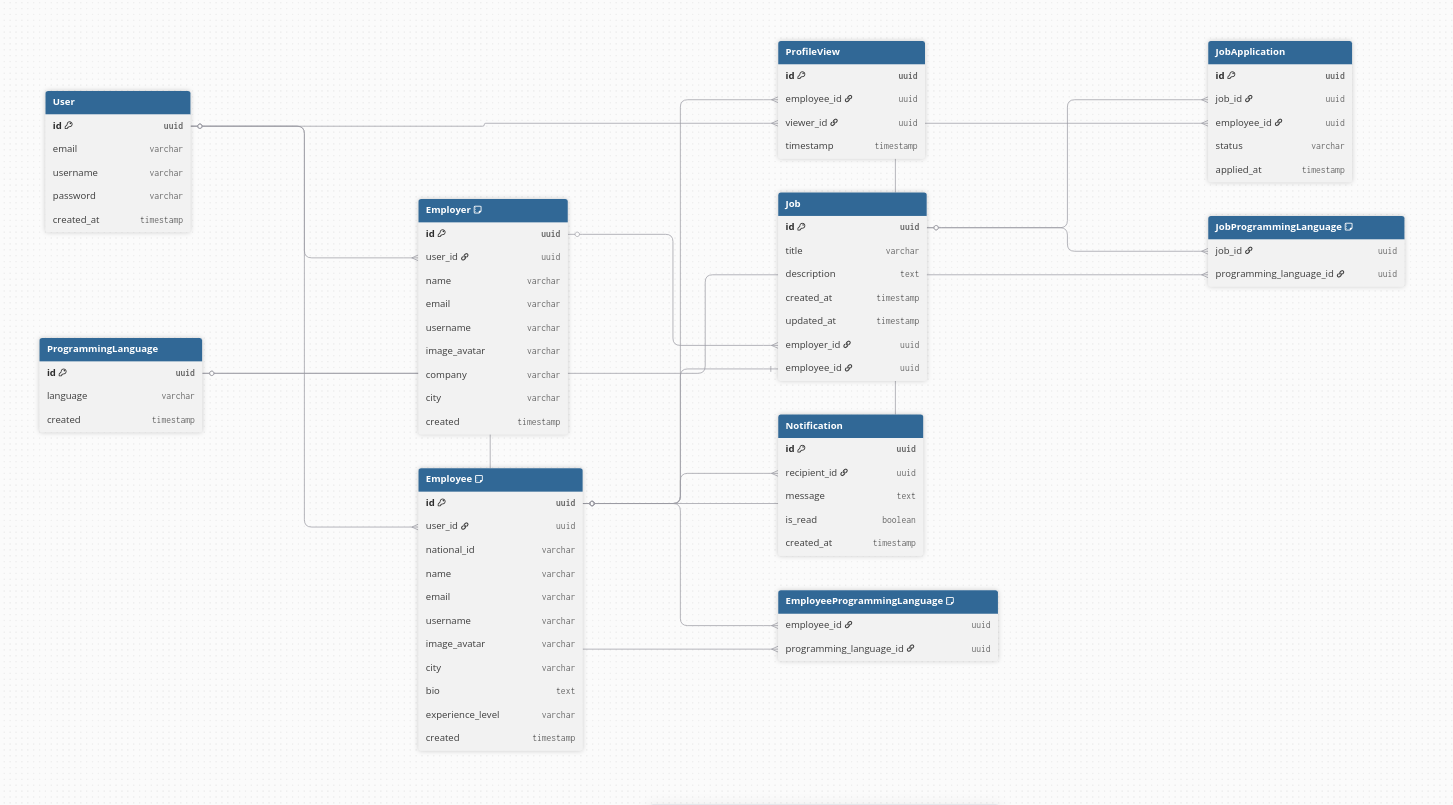 User
id uuid
email varchar
username varchar
password varchar
created_at timestamp
ProgrammingLanguage
id uuid
language varchar
created timestamp
Employer
id uuid
user_id uuid
name varchar
email varchar
username varchar
image_avatar varchar
company varchar
city varchar
created timestamp
Employee
id uuid
user_id uuid
national_id varchar
name varchar
email varchar
username varchar
image_avatar varchar
city varchar
bio text
experience_level varchar
created timestamp
ProfileView
id uuid
employee_id uuid
viewer_id uuid
timestamp timestamp
Job
id uuid
title varchar
description text
created_at timestamp
updated_at timestamp
employer_id uuid
employee_id uuid
Notification
id uuid
recipient_id uuid
message text
is_read boolean
created_at timestamp
EmployeeProgrammingLanguage
employee_id uuid
programming_language_id uuid
JobApplication
id uuid
job_id uuid
employee_id uuid
status varchar
applied_at timestamp
JobProgrammingLanguage
job_id uuid
programming_language_id uuid